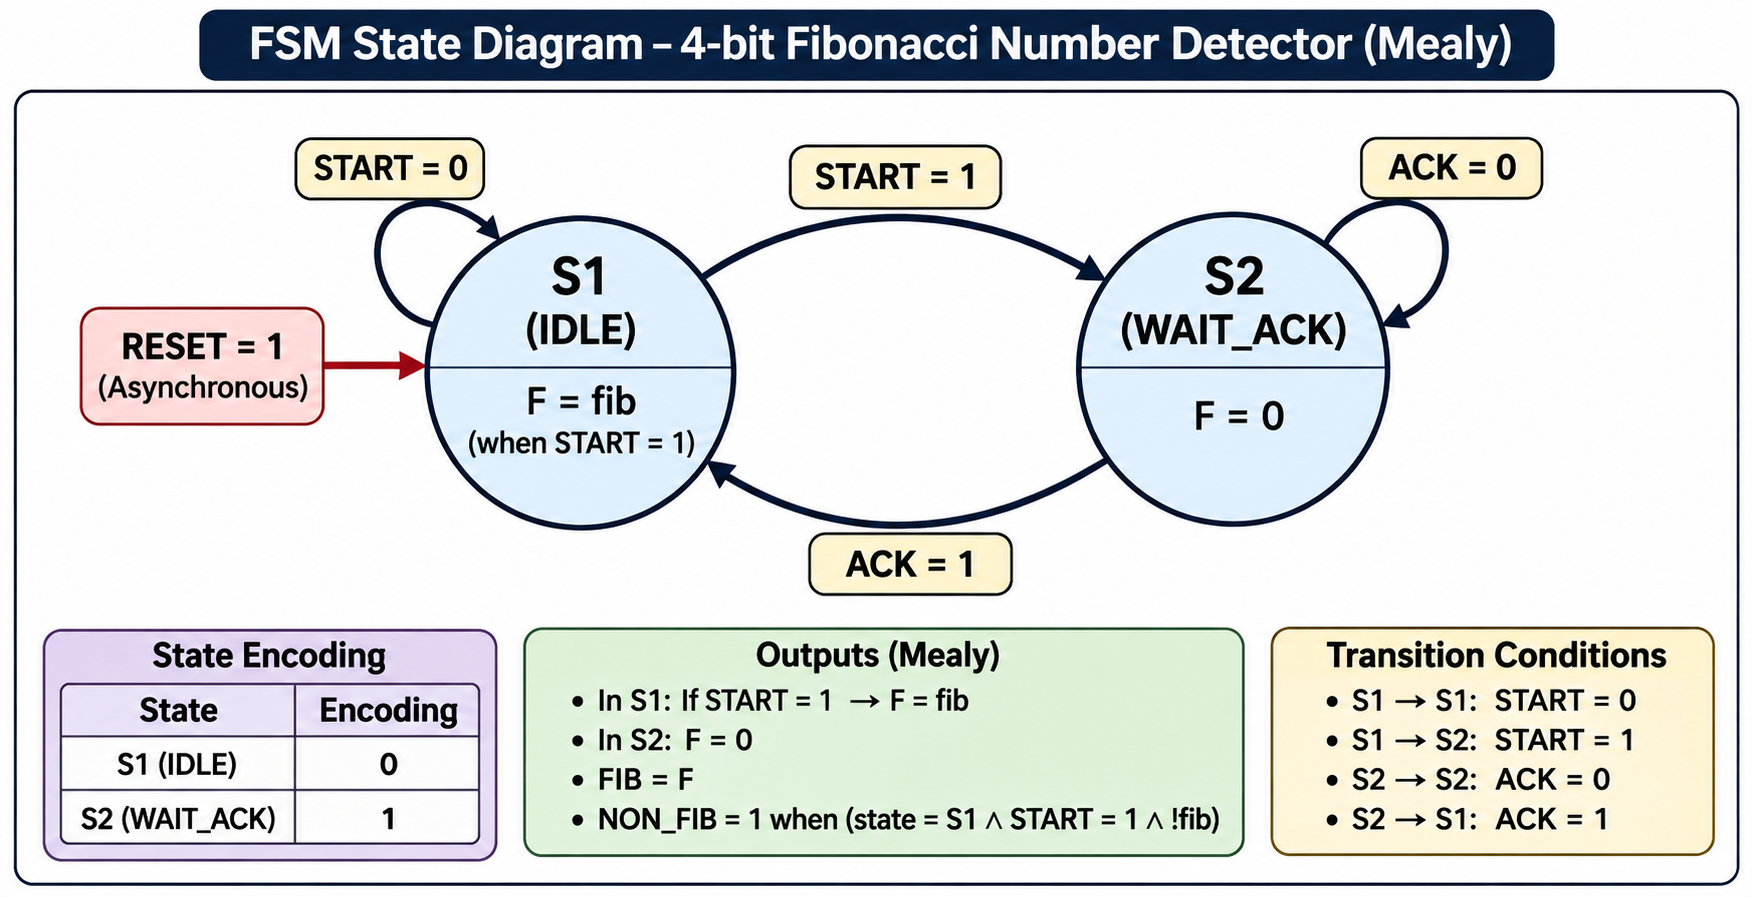 FSM State Diagram – 4-bit Fibonacci Number Detector (Mealy)
START = 0
START = 1
ACK = 0
S1
(IDLE)
F = fib
(when START = 1)
S2
(WAIT_ACK)
F = 0
RESET = 1
(Asynchronous)
ACK = 1
State Encoding
State Encoding
S1 (IDLE) 0
S2 (WAIT_ACK) 1
Outputs (Mealy)
• In S1: If START = 1 → F = fib
• In S2: F = 0
• FIB = F
• NON_FIB = 1 when (state = S1 ∧ START = 1 ∧ !fib)
Transition Conditions
• S1 → S1: START = 0
• S1 → S2: START = 1
• S2 → S2: ACK = 0
• S2 → S1: ACK = 1